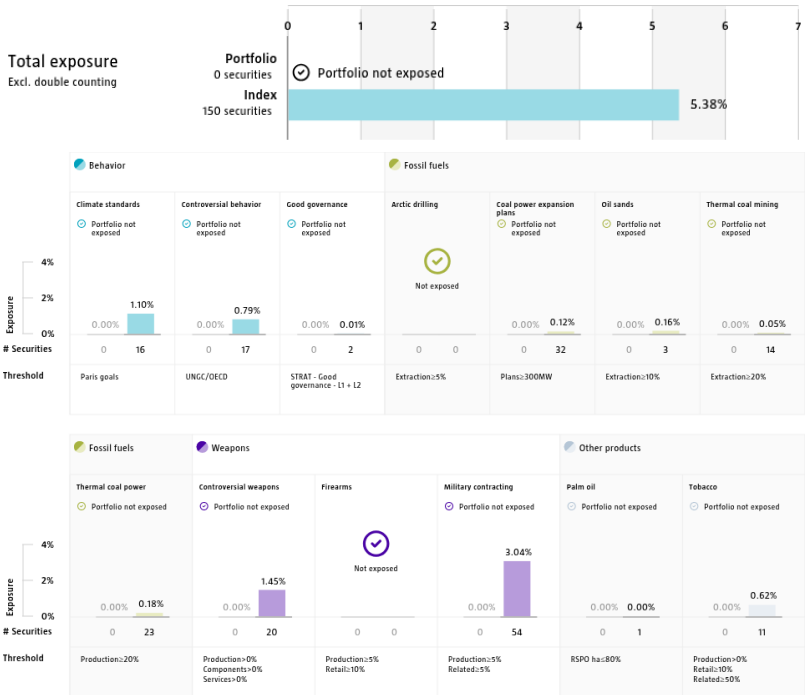 0 1 2 3 4 5 6 7
Total exposure
Excl. double counting
Portfolio
0 securities
Portfolio not exposed
Index
150 securities
5.38%
Behavior
Fossil fuels
Climate standards
Portfolio not
exposed
Controversial behavior
Portfolio not
exposed
Good governance
Portfolio not
exposed
Arctic drilling
Not exposed
Coal power expansion
plans
Portfolio not
exposed
Oil sands
Portfolio not
exposed
Thermal coal mining
Portfolio not
exposed
Exposure
4%
2%
0%
0.00% 1.10%
0.00% 0.79%
0.00% 0.01%
0.00% 0.12%
0.00% 0.16%
0.00% 0.05%
# Securities
0 16
0 17
0 2
0 0
0 32
0 3
0 14
Threshold
Paris goals
UNGC/OECD
STRAT - Good
governance - L1 + L2
Extraction≥5%
Plans≥300MW
Extraction≥10%
Extraction≥20%
Fossil fuels
Weapons
Other products
Thermal coal power
Portfolio not exposed
Controversial weapons
Portfolio not exposed
Firearms
Not exposed
Military contracting
Portfolio not exposed
Palm oil
Portfolio not exposed
Tobacco
Portfolio not exposed
Exposure
4%
2%
0%
0.00% 0.18%
0.00% 1.45%
0.00% 3.04%
0.00% 0.00%
0.00% 0.62%
# Securities
0 23
0 20
0 0
0 54
0 1
0 11
Threshold
Production≥20%
Production>0%
Components>0%
Services>0%
Production≥5%
Retail≥10%
Production≥5%
Related≥5%
RSPO ha≤80%
Production>0%
Retail≥10%
Related≥50%